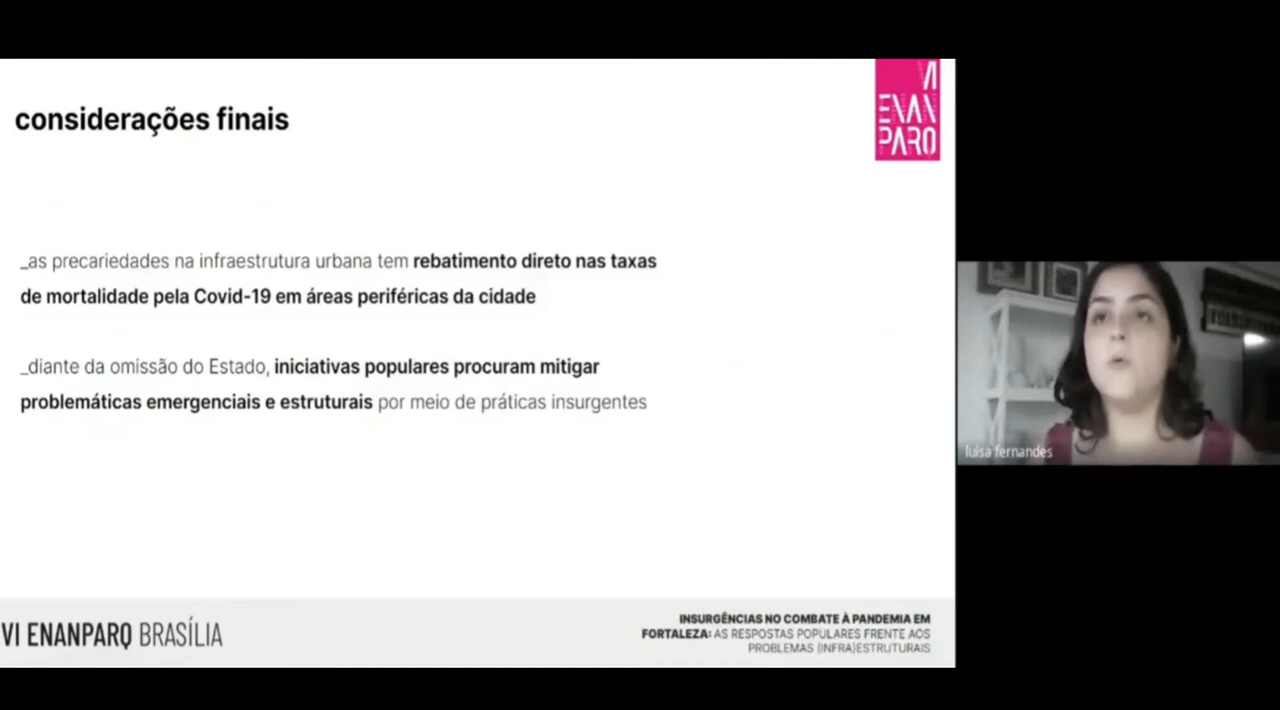 considerações finais
VI
ENAN
PARQ
_as precariedades na infraestrutura urbana tem rebatimento direto nas taxas
de mortalidade pela Covid-19 em áreas periféricas da cidade
_diante da omissão do Estado, iniciativas populares procuram mitigar
problemáticas emergenciais e estruturais por meio de práticas insurgentes
luisa fernandes
VI ENANPARQ BRASÍLIA
INSURGÊNCIAS NO COMBATE À PANDEMIA EM
FORTALEZA: AS RESPOSTAS POPULARES FRENTE AOS
PROBLEMAS (INFRA)ESTRUTURAIS